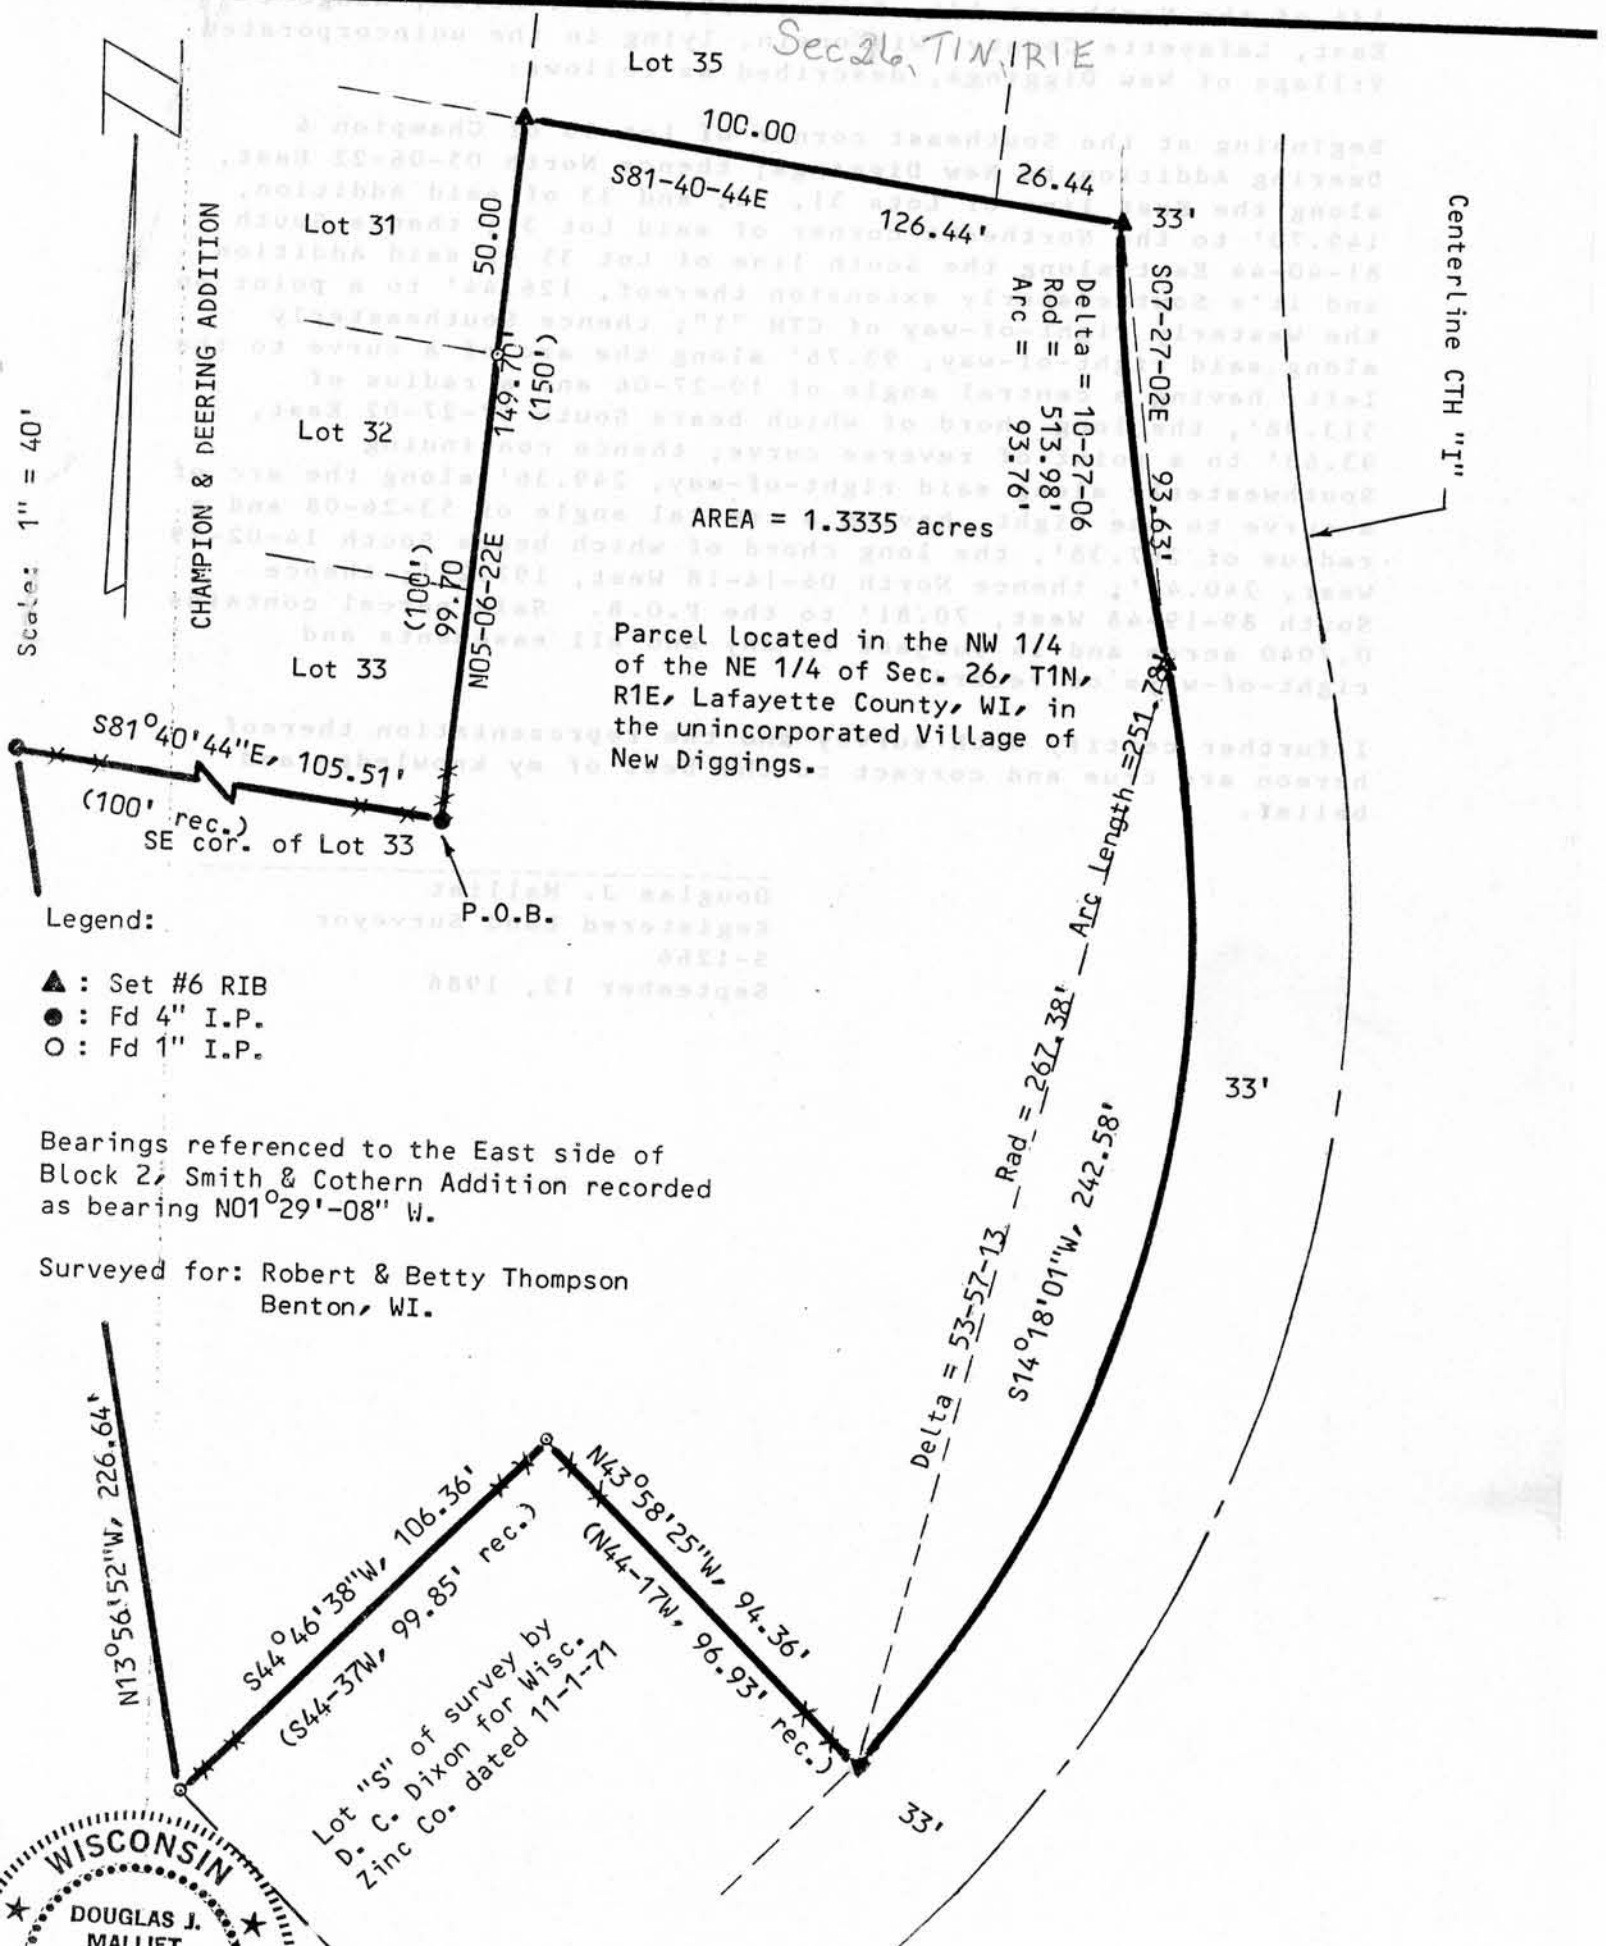 Sec 26, T1N, R1E
Lot 35
100.00
S81-40-44E
26.44
126.44'
33'
Lot 31
50.00
149.70'
(150')
Lot 32
(100')
99.70
N05-06-22E
Lot 33
CHAMPION & DEERING ADDITION
Scale: 1" = 40'
SC7-27-02E 93.63'
Delta = 10-27-06
Rad = 513.98'
Arc = 93.76'
Centerline CTH "I"
AREA = 1.3335 acres
Parcel located in the NW 1/4
of the NE 1/4 of Sec. 26, T1N,
R1E, Lafayette County, WI, in
the unincorporated Village of
New Diggings.
S81°40'44"E, 105.51'
(100' rec.)
SE cor. of Lot 33
P.O.B.
Legend:
▲ : Set #6 RIB
● : Fd 4" I.P.
O : Fd 1" I.P.
Bearings referenced to the East side of
Block 2, Smith & Cothern Addition recorded
as bearing N01°29'-08" W.
Surveyed for: Robert & Betty Thompson
Benton, WI.
Delta = 53-57-13 Rad = 267.38' Arc Length =251.78'
S14°18'01"W, 242.58'
33'
N13°56'52"W, 226.64'
S44°46'38"W, 106.36'
(S44-37W, 99.85' rec.)
N43°58'25"W, 94.36'
(N44-17W, 96.93' rec.)
Lot "S" of survey by
D. C. Dixon for Wisc.
Zinc Co. dated 11-1-71
33'
WISCONSIN
DOUGLAS J.
MALLIET